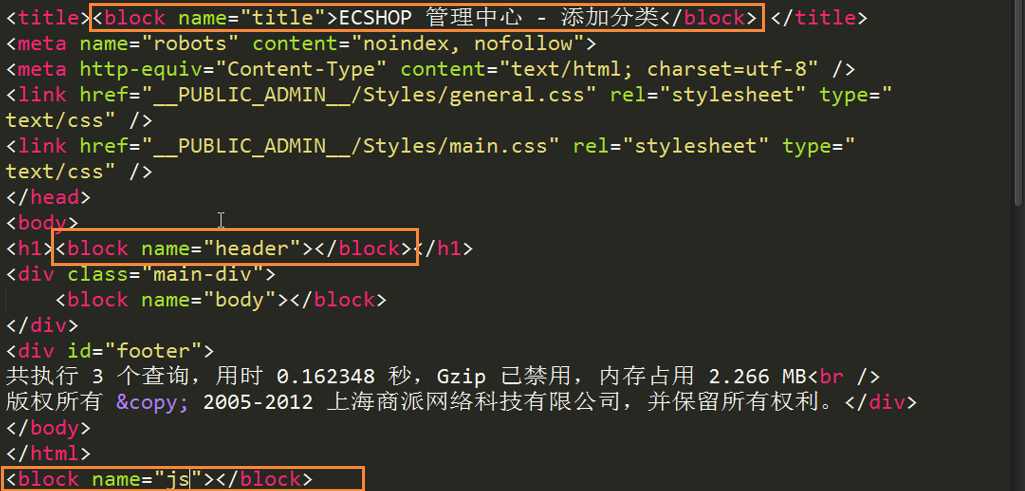 <title><block name="title">ECSHOP 管理中心 - 添加分类</block> </title>
<meta name="robots" content="noindex, nofollow">
<meta http-equiv="Content-Type" content="text/html; charset=utf-8" />
<link href="__PUBLIC_ADMIN__/Styles/general.css" rel="stylesheet" type="
text/css" />
<link href="__PUBLIC_ADMIN__/Styles/main.css" rel="stylesheet" type="
text/css" />
</head>
<body>
<h1><block name="header"></block></h1>
<div class="main-div">
    <block name="body"></block>
</div>
<div id="footer">
共执行 3 个查询，用时 0.162348 秒，Gzip 已禁用，内存占用 2.266 MB<br />
版权所有 &copy; 2005-2012 上海商派网络科技有限公司，并保留所有权利。</div>
</body>
</html>
<block name="js"></block>